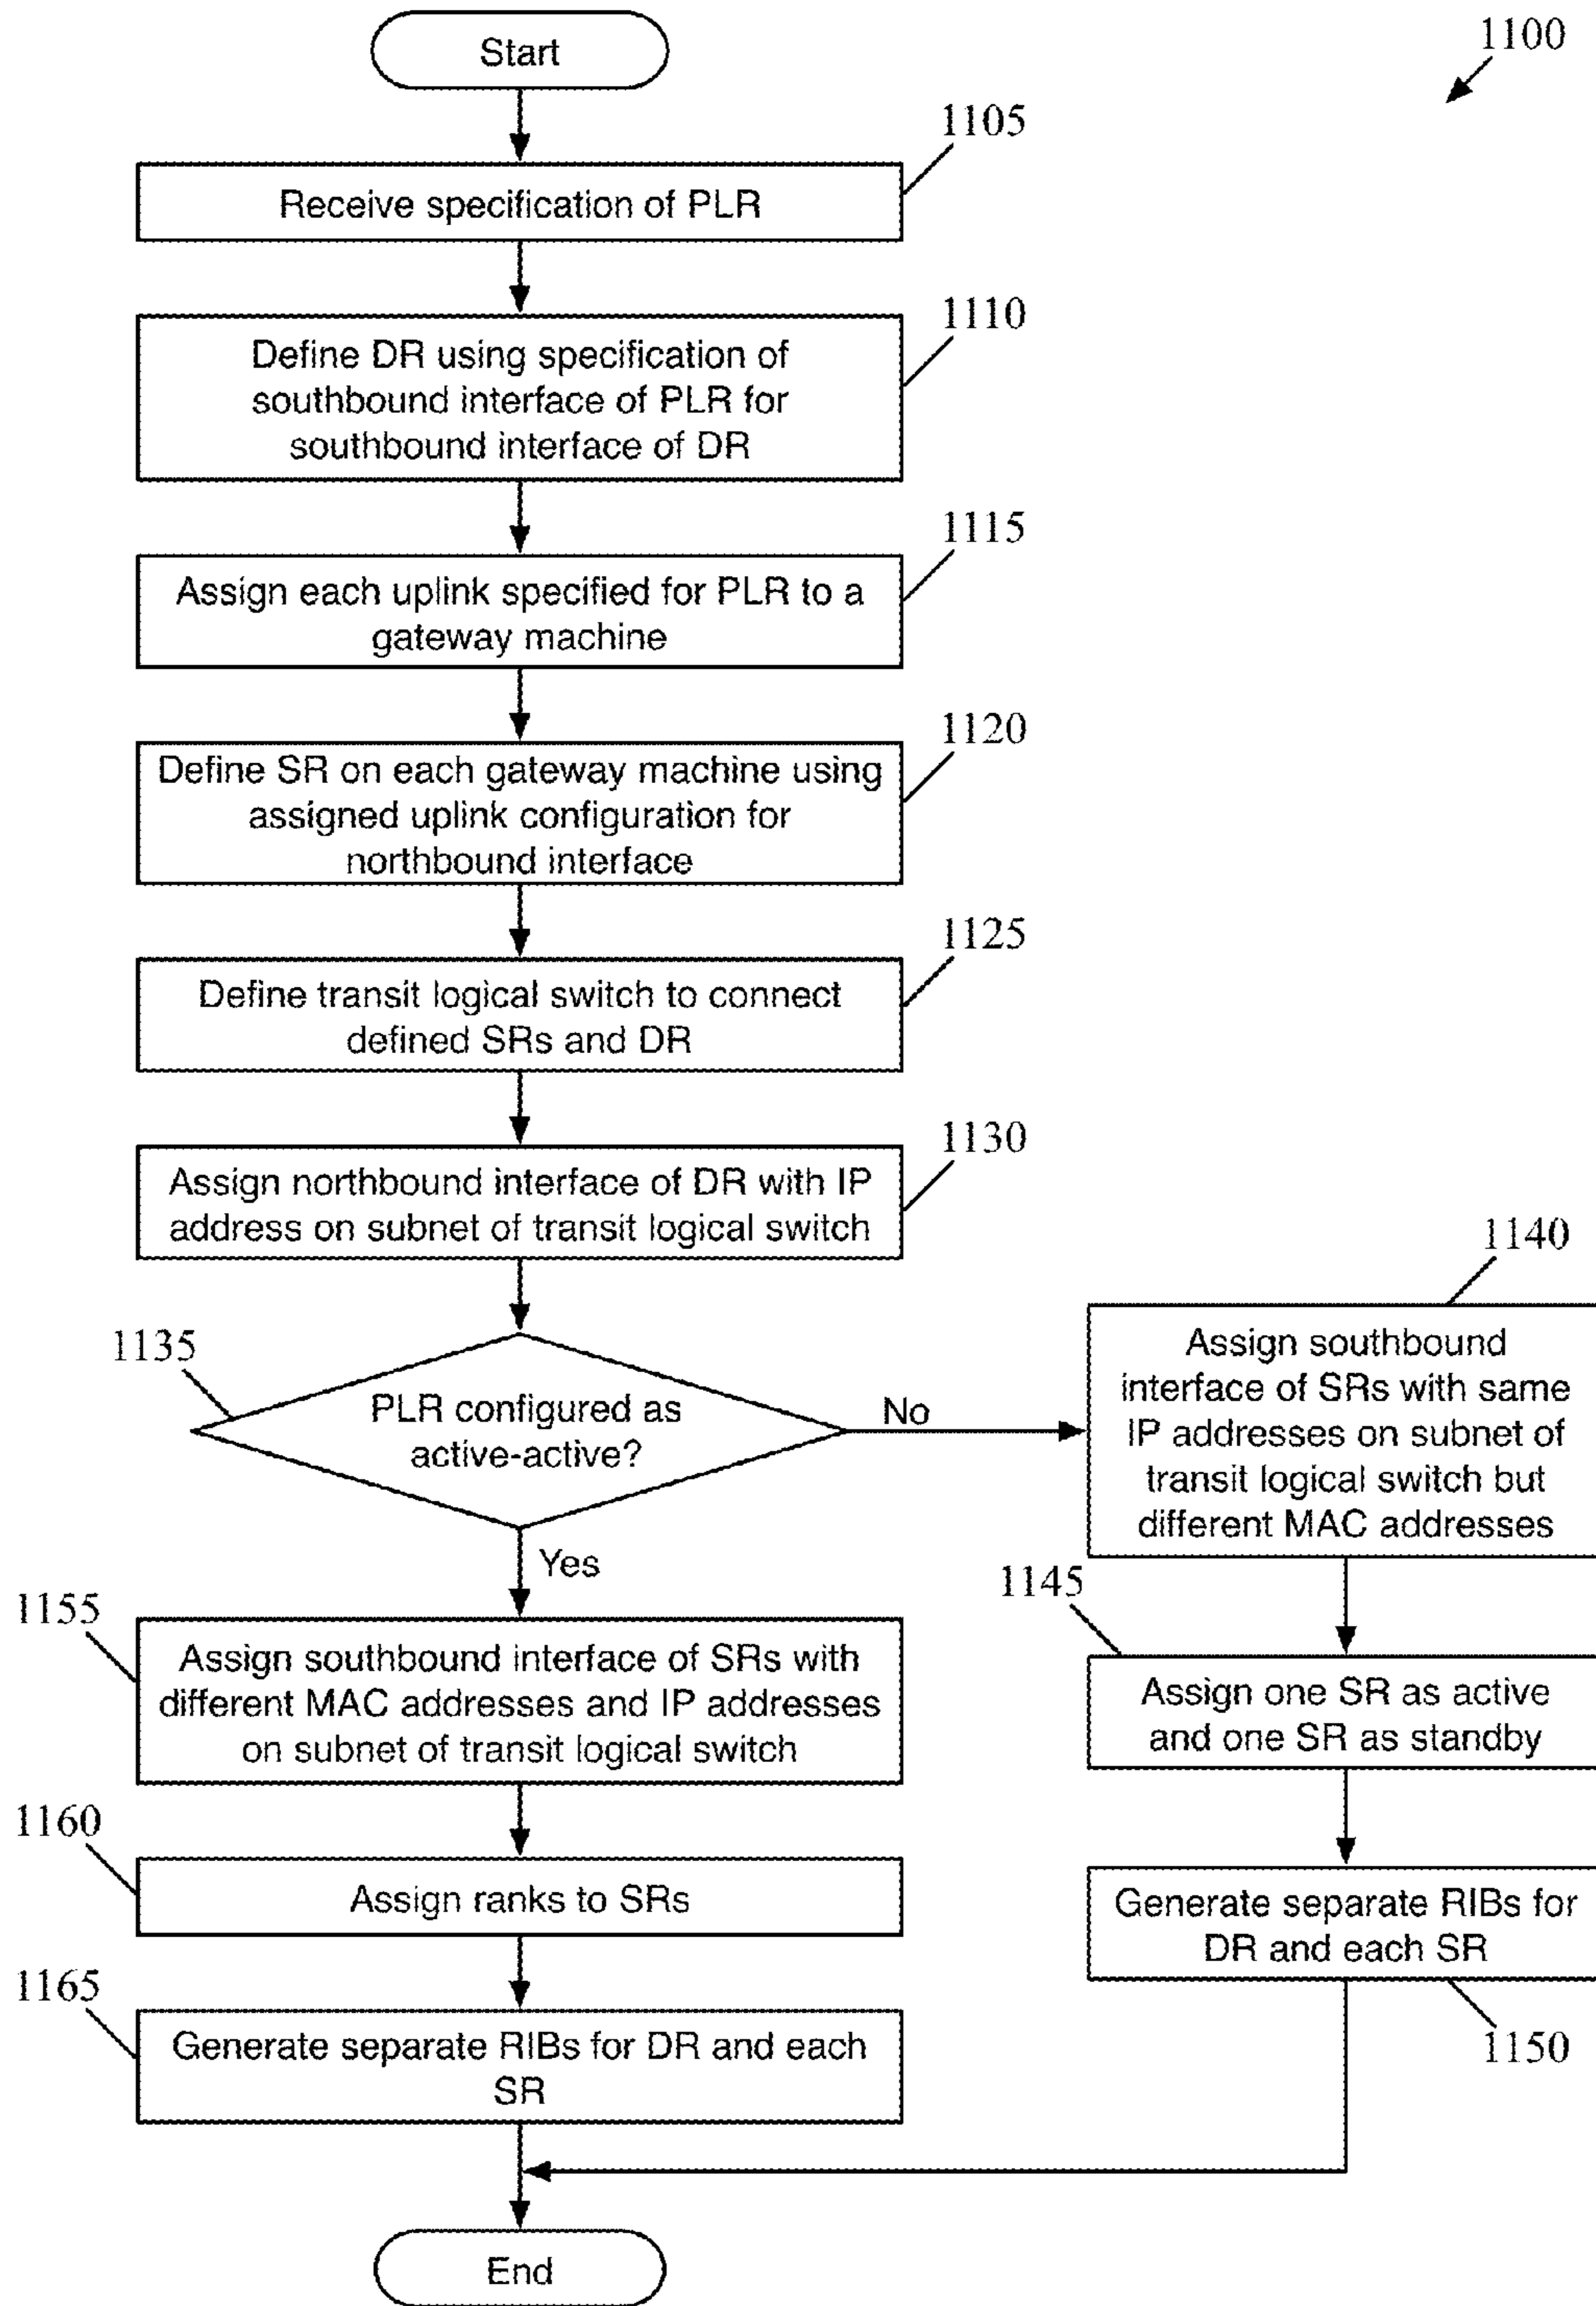 Start
1100
1105
Receive specification of PLR
1110
Define DR using specification of
southbound interface of PLR for
southbound interface of DR
1115
Assign each uplink specified for PLR to a
gateway machine
1120
Define SR on each gateway machine using
assigned uplink configuration for
northbound interface
1125
Define transit logical switch to connect
defined SRs and DR
1130
Assign northbound interface of DR with IP
address on subnet of transit logical switch
1135
PLR configured as
active-active?
No
1140
Assign southbound
interface of SRs with same
IP addresses on subnet of
transit logical switch but
different MAC addresses
Yes
1145
Assign one SR as active
and one SR as standby
Generate separate RIBs for
DR and each SR
1150
1155
Assign southbound interface of SRs with
different MAC addresses and IP addresses
on subnet of transit logical switch
1160
Assign ranks to SRs
1165
Generate separate RIBs for DR and each
SR
End